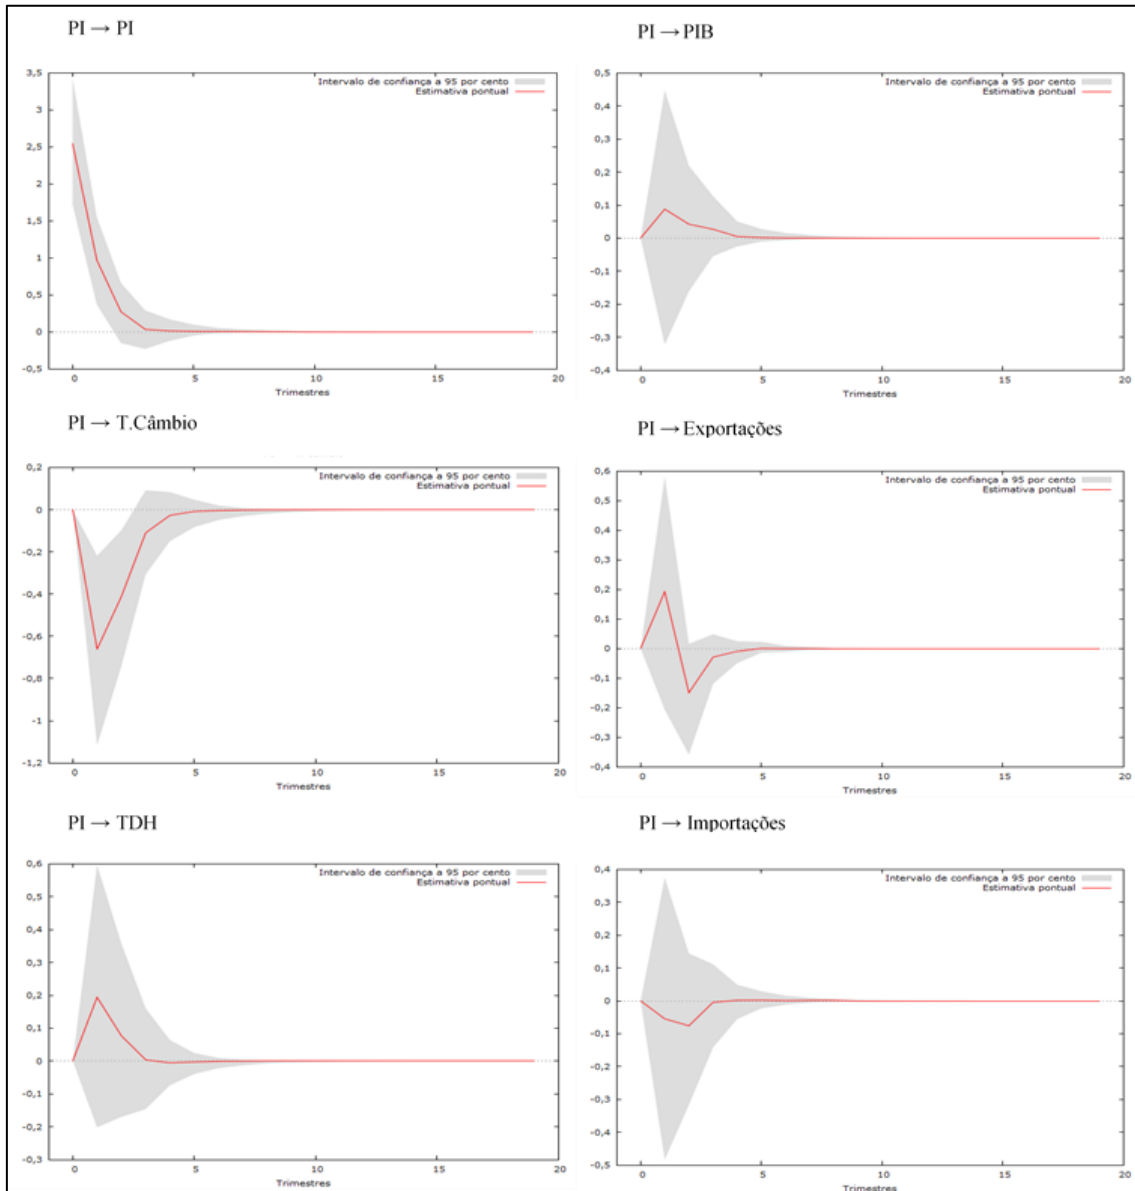 PI → PI
Intervalo de confiança a 95 por cento
Estimativa pontual
3,5
3
2,5
2
1,5
1
0,5
0
-0,5
0 5 10 15 20
Trimestres
PI → PIB
Intervalo de confiança a 95 por cento
Estimativa pontual
0,5
0,4
0,3
0,2
0,1
0
-0,1
-0,2
-0,3
-0,4
0 5 10 15 20
Trimestres
PI → T.Câmbio
Intervalo de confiança a 95 por cento
Estimativa pontual
0,2
0
-0,2
-0,4
-0,6
-0,8
-1
-1,2
0 5 10 15 20
Trimestres
PI → Exportações
Intervalo de confiança a 95 por cento
Estimativa pontual
0,6
0,5
0,4
0,3
0,2
0,1
0
-0,1
-0,2
-0,3
-0,4
0 5 10 15 20
Trimestres
PI → TDH
Intervalo de confiança a 95 por cento
Estimativa pontual
0,6
0,5
0,4
0,3
0,2
0,1
0
-0,1
-0,2
-0,3
0 5 10 15 20
Trimestres
PI → Importações
Intervalo de confiança a 95 por cento
Estimativa pontual
0,4
0,3
0,2
0,1
0
-0,1
-0,2
-0,3
-0,4
-0,5
0 5 10 15 20
Trimestres